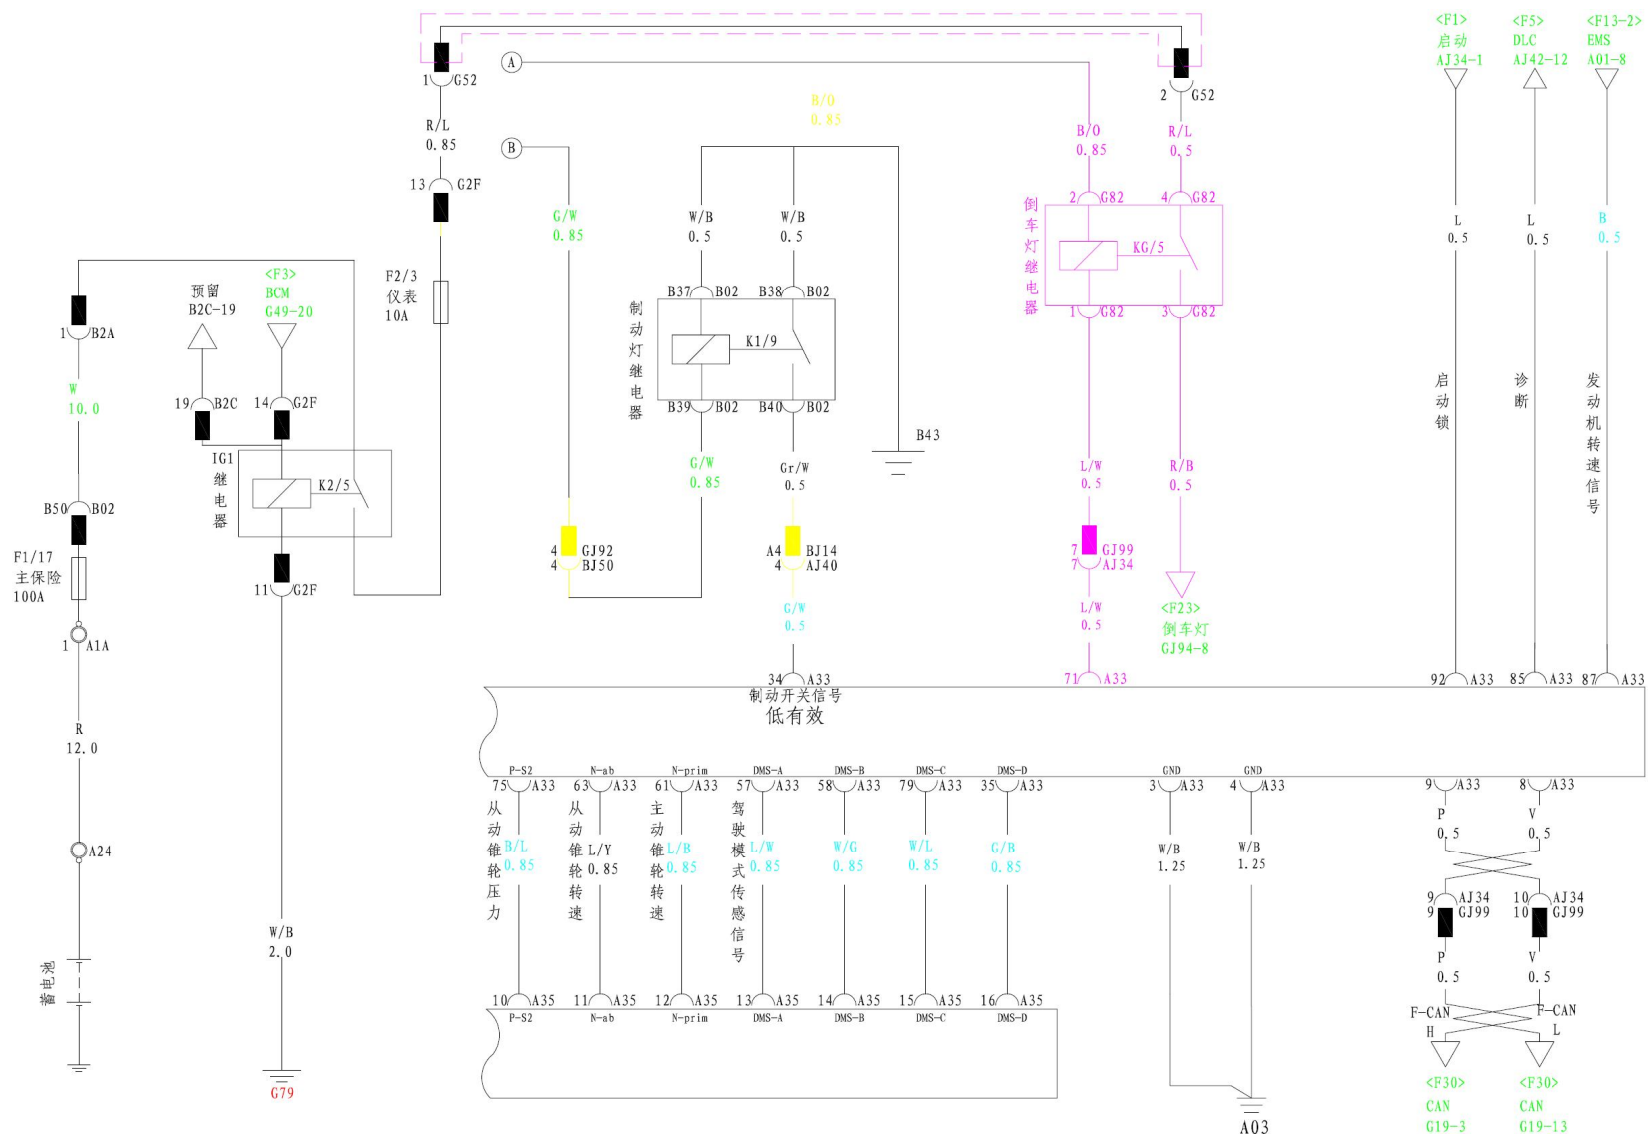 <F1>
启动
AJ34-1
<F5>
DLC
AJ42-12
<F13-2>
EMS
A01-8
1
G52
A
2
G52
B/O
0.85
R/L
0.85
B/O
0.85
R/L
0.5
B
13
G2F
2
G82
4
G82
G/W
0.85
W/B
0.5
W/B
0.5
倒车灯继电器
KG/5
L
0.5
L
0.5
B
0.5
<F3>
BCM
G49-20
预留
B2C-19
F2/3
仪表
10A
B37
B02
B38
B02
1
G82
3
G82
1
B2A
制动灯继电器
K1/9
W
10.0
19
B2C
14
G2F
B39
B02
B40
B02
启动锁
诊断
发动机转速信号
B43
IG1
继电器
K2/5
G/W
0.85
Gr/W
0.5
L/W
0.5
R/B
0.5
B50
B02
F1/17
主保险
100A
4
GJ92
4
BJ50
A4
BJ14
4
AJ40
7
GJ99
7
AJ34
11
G2F
G/W
0.5
L/W
0.5
<F23>
倒车灯
GJ94-8
1
A1A
34
A33
71
A33
92
A33
85
A33
87
A33
制动开关信号
低有效
R
12.0
P-S2
N-ab
N-prim
DMS-A
DMS-B
DMS-C
DMS-D
GND
GND
75
A33
63
A33
61
A33
57
A33
58
A33
79
A33
35
A33
3
A33
4
A33
9
A33
8
A33
从动锥轮压力
B/L
0.85
从动锥轮转速
L/Y
0.85
主动锥轮转速
L/B
0.85
驾驶模式传感信号
L/W
0.85
W/G
0.85
W/L
0.85
G/B
0.85
W/B
1.25
W/B
1.25
P
0.5
V
0.5
A24
9
AJ34
9
GJ99
10
AJ34
10
GJ99
W/B
2.0
P
0.5
V
0.5
蓄电池
10
A35
11
A35
12
A35
13
A35
14
A35
15
A35
16
A35
P-S2
N-ab
N-prim
DMS-A
DMS-B
DMS-C
DMS-D
F-CAN
H
F-CAN
L
G79
<F30>
CAN
G19-3
<F30>
CAN
G19-13
A03